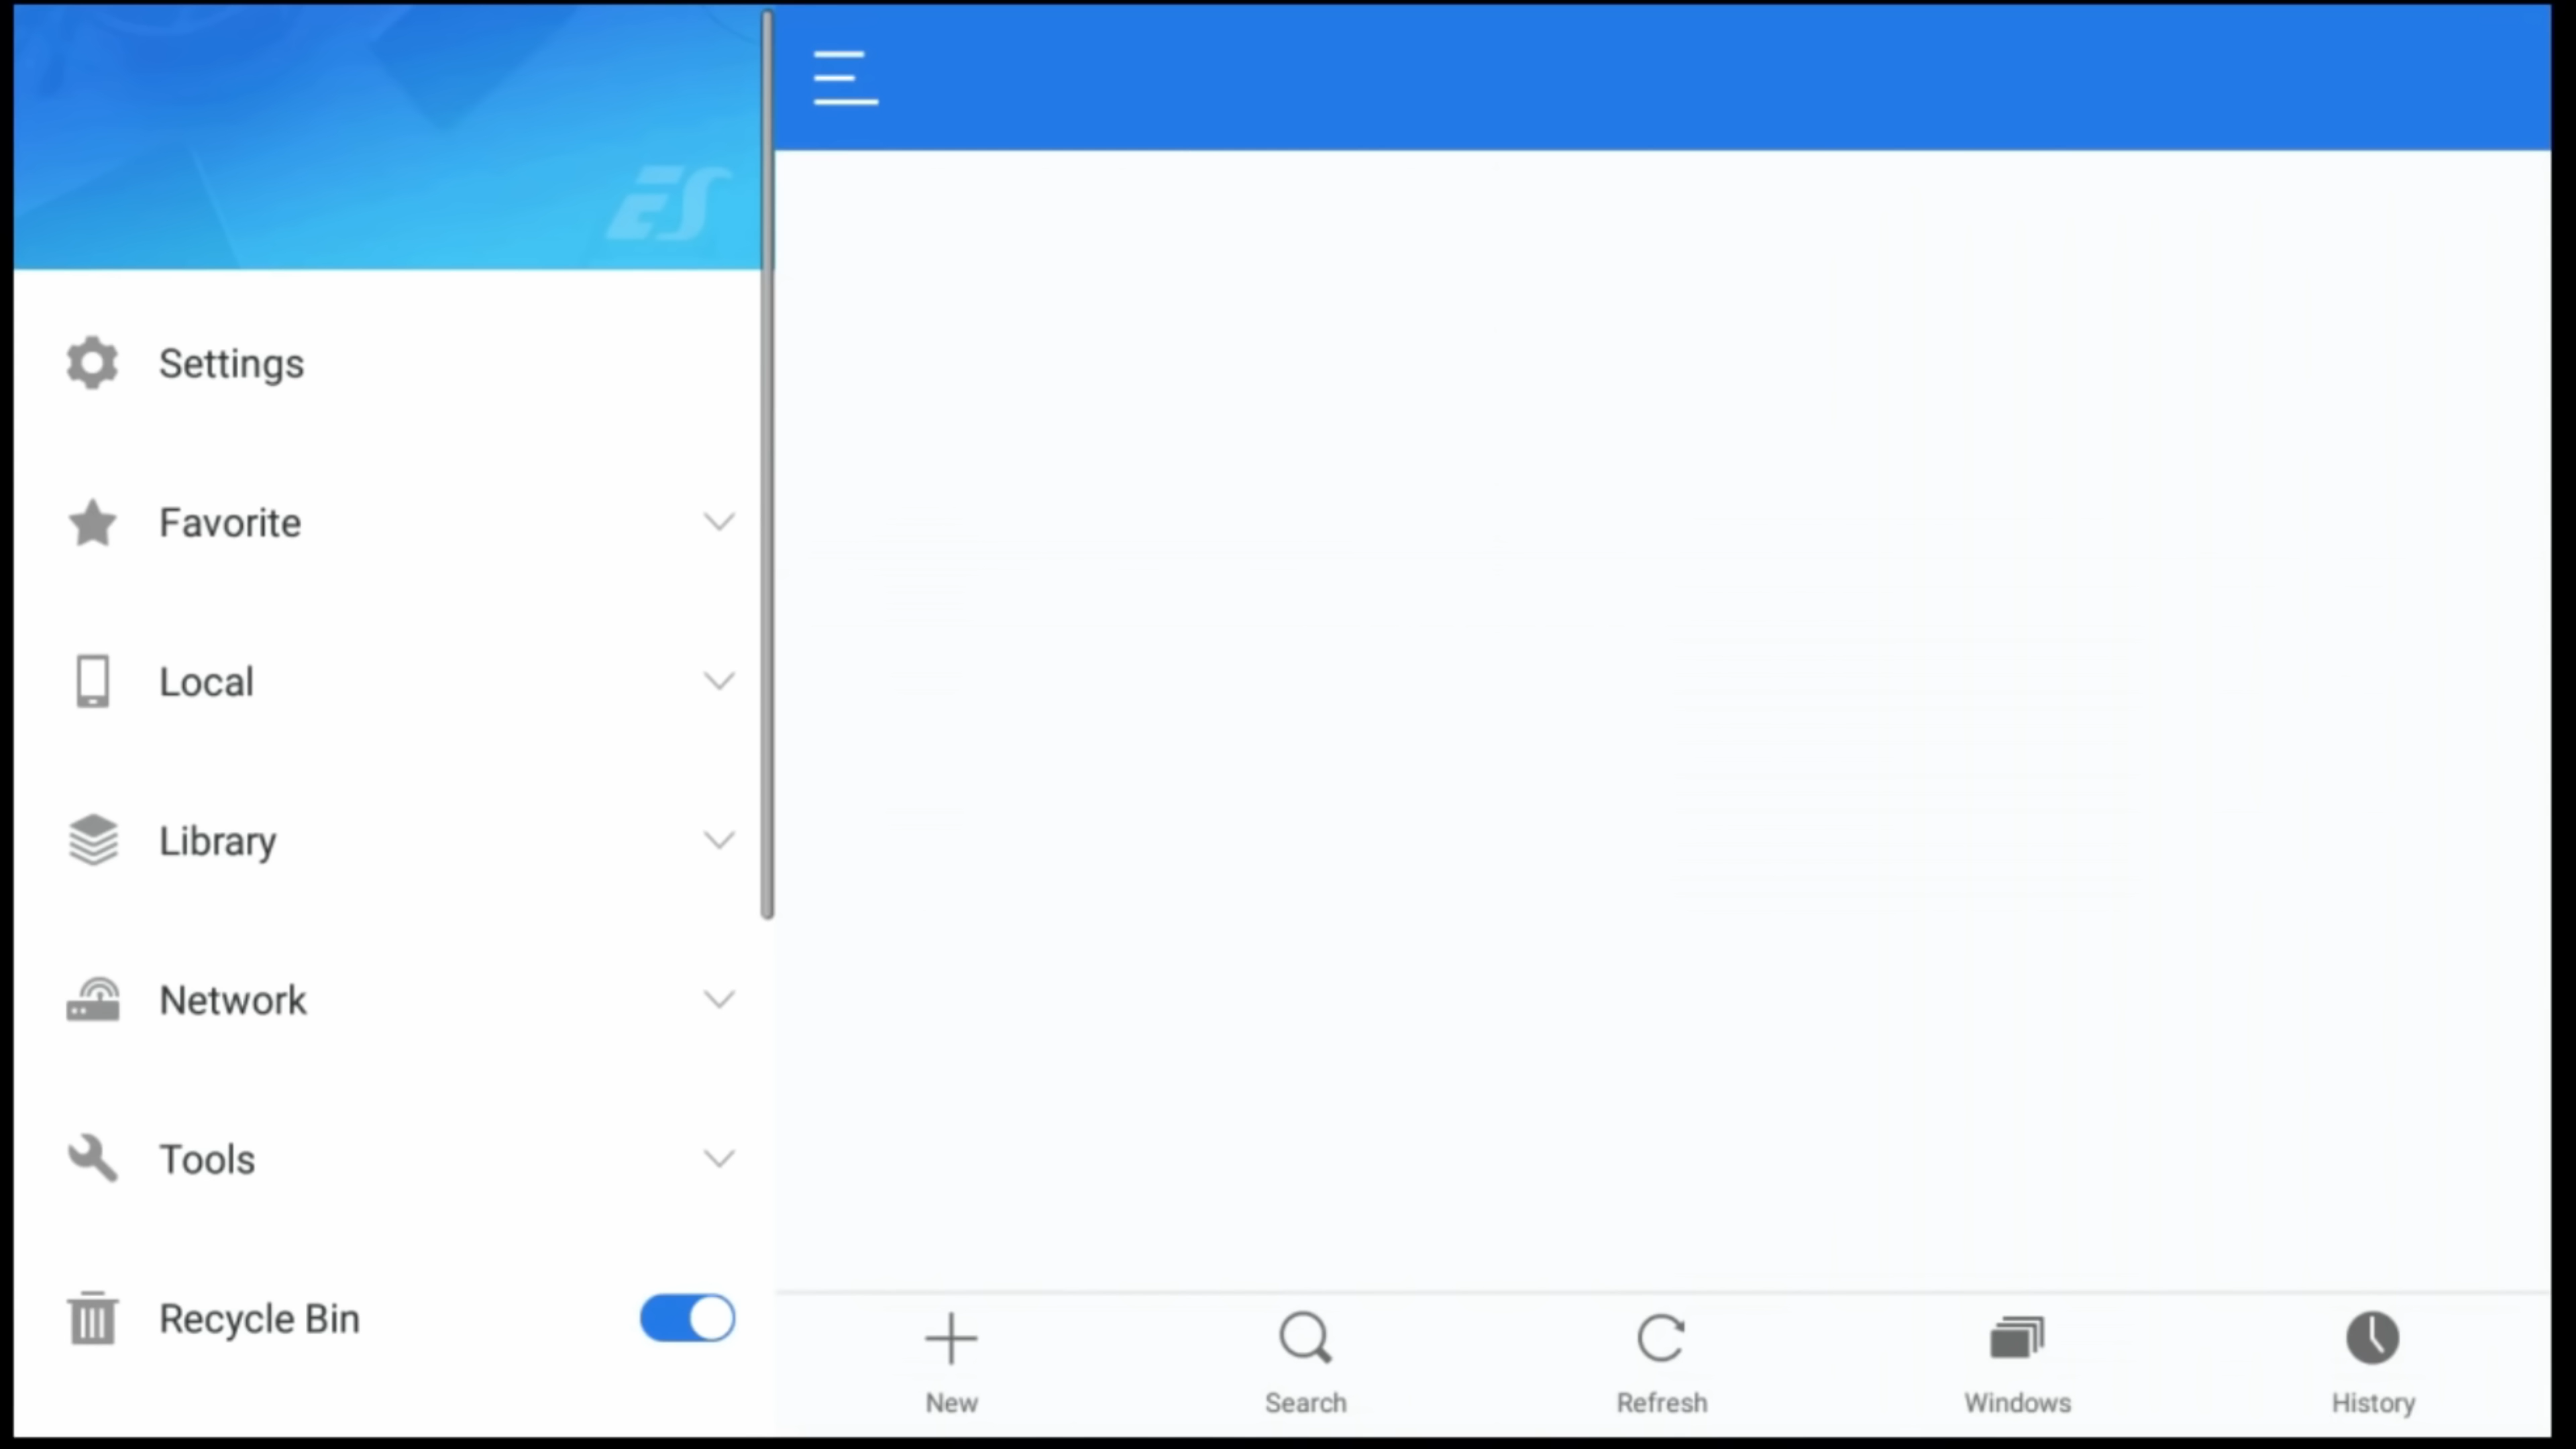 ES
Settings
Favorite
Local
Library
Network
Tools
Recycle Bin
New
Search
Refresh
Windows
History